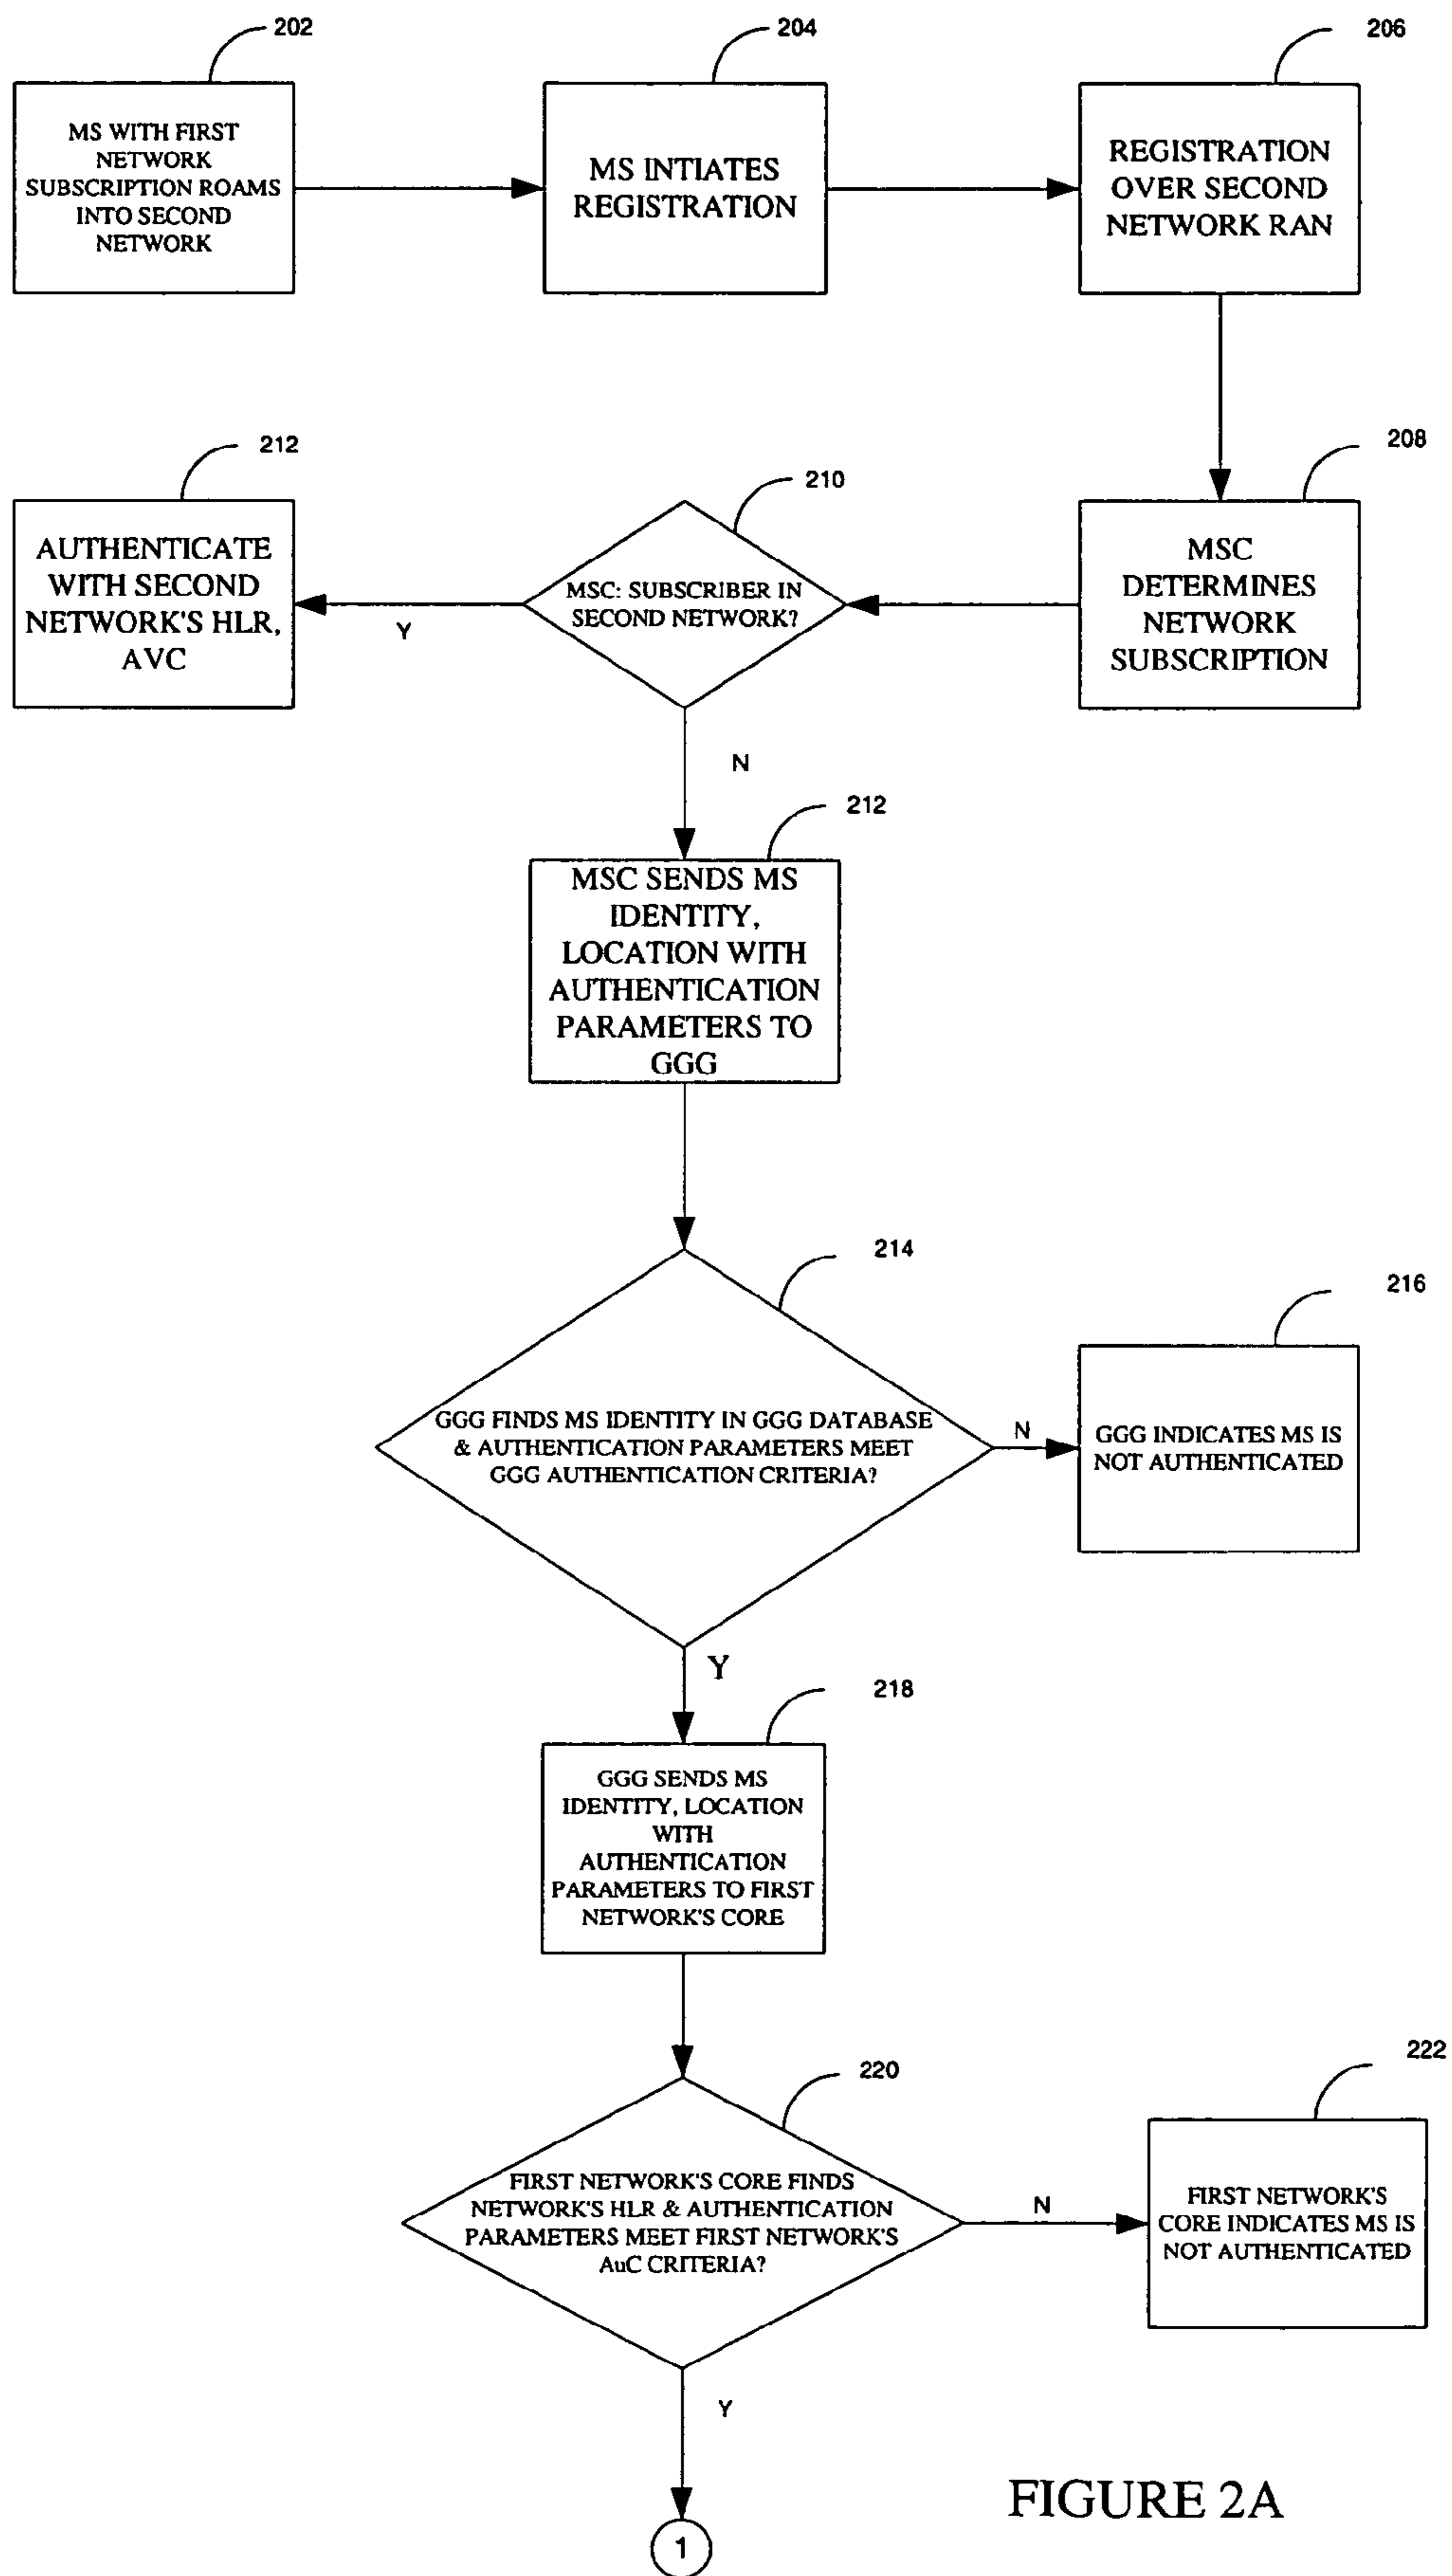 202
MS WITH FIRST
NETWORK
SUBSCRIPTION ROAMS
INTO SECOND
NETWORK
204
MS INTIATES
REGISTRATION
206
REGISTRATION
OVER SECOND
NETWORK RAN
208
MSC
DETERMINES
NETWORK
SUBSCRIPTION
210
MSC: SUBSCRIBER IN
SECOND NETWORK?
Y
212
AUTHENTICATE
WITH SECOND
NETWORK'S HLR,
AVC
N
212
MSC SENDS MS
IDENTITY,
LOCATION WITH
AUTHENTICATION
PARAMETERS TO
GGG
214
GGG FINDS MS IDENTITY IN GGG DATABASE
& AUTHENTICATION PARAMETERS MEET
GGG AUTHENTICATION CRITERIA?
N
216
GGG INDICATES MS IS
NOT AUTHENTICATED
Y
218
GGG SENDS MS
IDENTITY, LOCATION
WITH
AUTHENTICATION
PARAMETERS TO FIRST
NETWORK'S CORE
220
FIRST NETWORK'S CORE FINDS
NETWORK'S HLR & AUTHENTICATION
PARAMETERS MEET FIRST NETWORK'S
AuC CRITERIA?
N
222
FIRST NETWORK'S
CORE INDICATES MS IS
NOT AUTHENTICATED
Y
1
FIGURE 2A